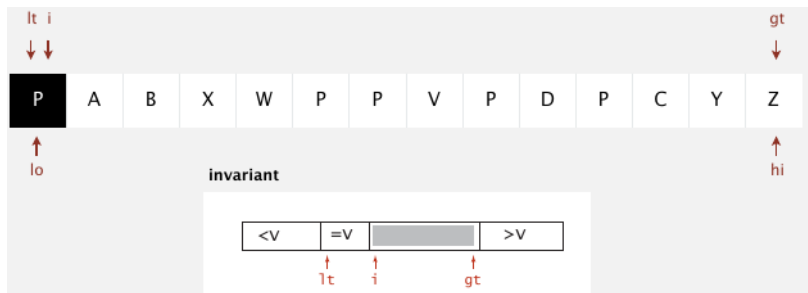 lt i gt
P A B X W P P V P D P C Y Z
lo hi
invariant
<v =v >v
lt i gt